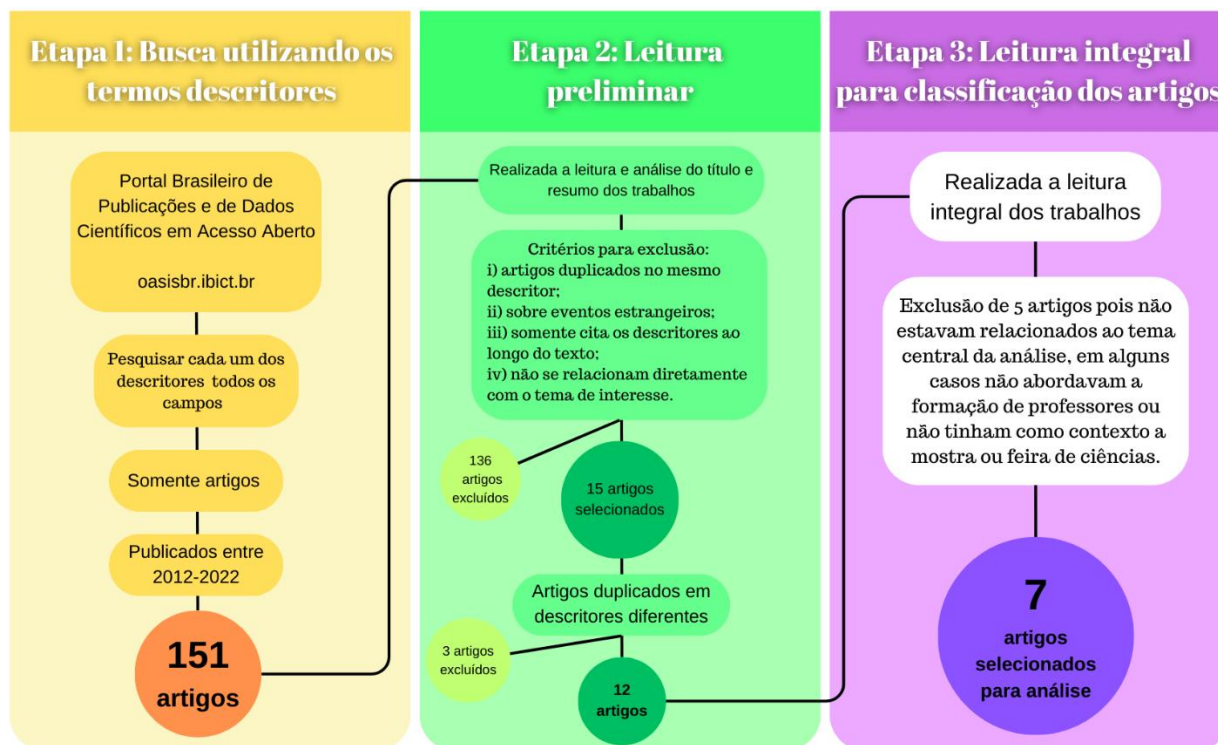 Etapa 1: Busca utilizando os
termos descritores
Portal Brasileiro de
Publicações e de Dados
Científicos em Acesso Aberto
oasisbr.ibict.br
Pesquisar cada um dos
descritores todos os
campos
Somente artigos
Publicados entre
2012-2022
151
artigos
Etapa 2: Leitura
preliminar
Realizada a leitura e análise do título e
resumo dos trabalhos
Critérios para exclusão:
i) artigos duplicados no mesmo
descritor;
ii) sobre eventos estrangeiros;
iii) somente cita os descritores ao
longo do texto;
iv) não se relacionam diretamente
com o tema de interesse.
136
artigos
excluídos
15 artigos
selecionados
Artigos duplicados em
descritores diferentes
3 artigos
excluídos
12
artigos
Etapa 3: Leitura integral
para classificação dos artigos
Realizada a leitura
integral dos trabalhos
Exclusão de 5 artigos pois não
estavam relacionados ao tema
central da análise, em alguns
casos não abordavam a
formação de professores ou
não tinham como contexto a
mostra ou feira de ciências.
7
artigos
selecionados
para análise